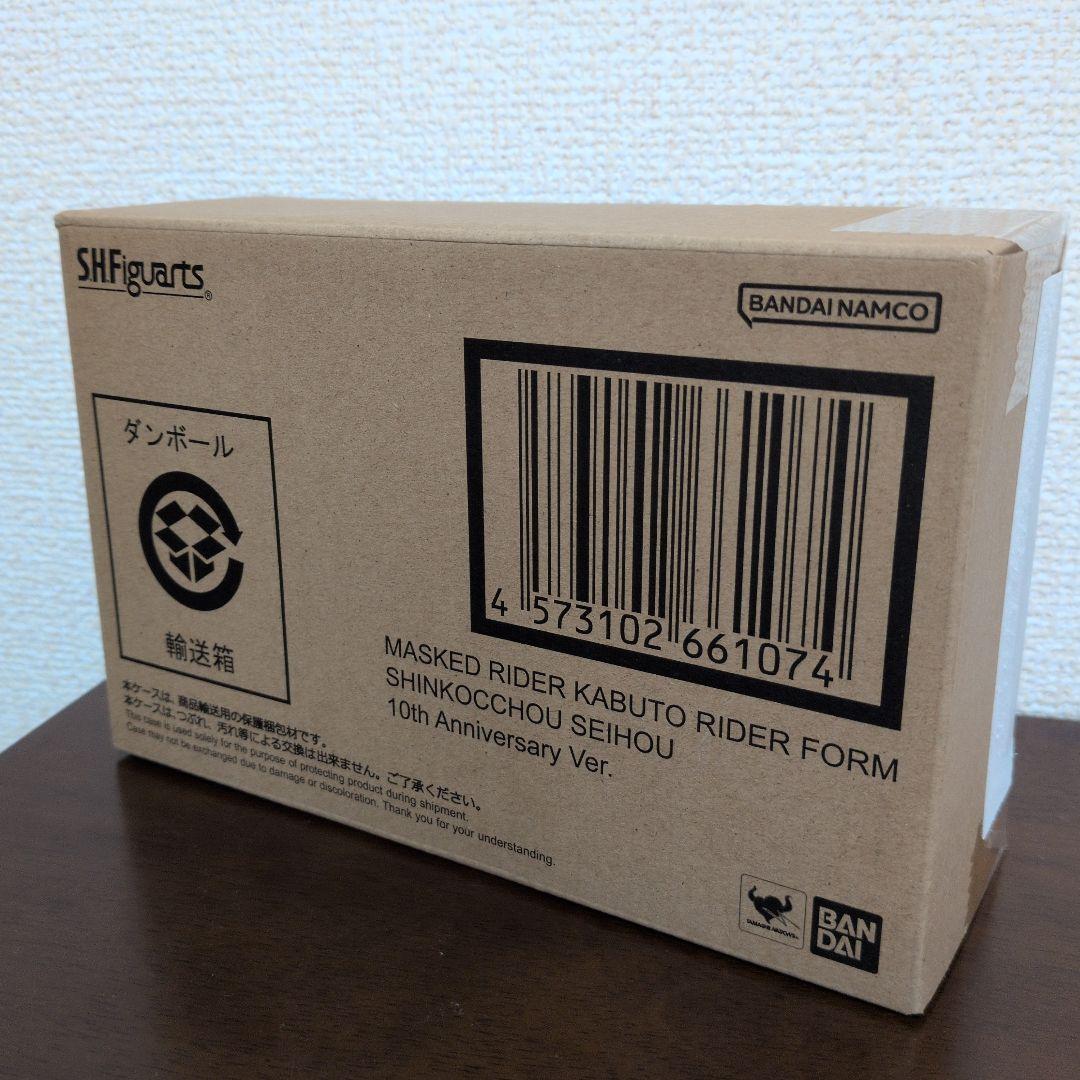 S.H.Figuarts®
BANDAI NAMCO
ダンボール
輸送箱
4 573102 661074
MASKED RIDER KABUTO RIDER FORM
SHINKOCCHOU SEIHOU
10th Anniversary Ver.
本ケースは、商品輸送用の保護梱包材です。
本ケースは、つぶれ、汚れ等による交換は出来ません。ご了承ください。
This case is used solely for the purpose of protecting product during shipment.
Case may not be exchanged due to damage or discoloration. Thank you for your understanding.
TAMASHII NATIONS
BAN
DAI